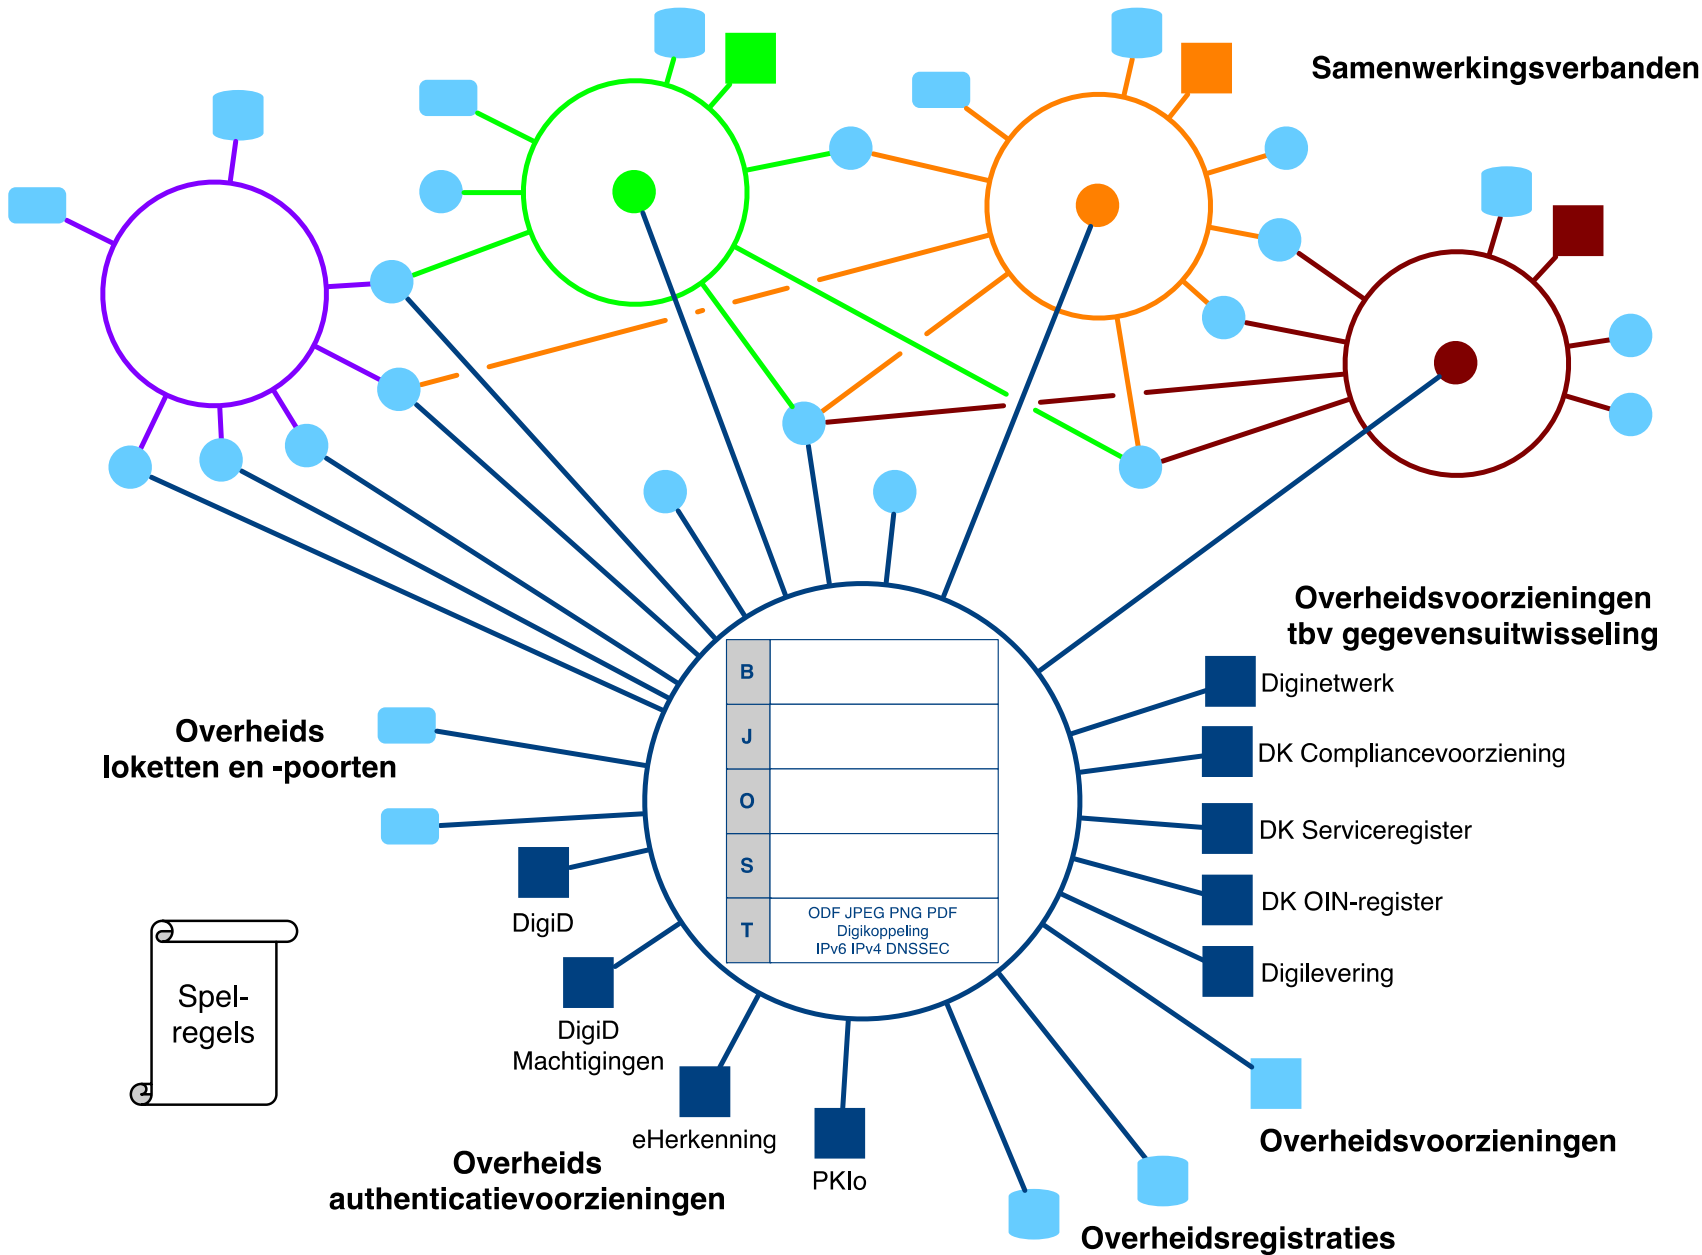 Samenwerkingsverbanden
Overheidsvoorzieningen
tbv gegevensuitwisseling
Diginetwerk
DK Compliancevoorziening
DK Serviceregister
DK OIN-register
Digilevering
B
J
O
S
T
ODF JPEG PNG PDF
Digikoppeling
IPv6 IPv4 DNSSEC
Overheids
loketten en -poorten
DigiD
DigiD
Machtigingen
eHerkenning
PKIo
Overheids
authenticatievoorzieningen
Spel-
regels
Overheidsvoorzieningen
Overheidsregistraties